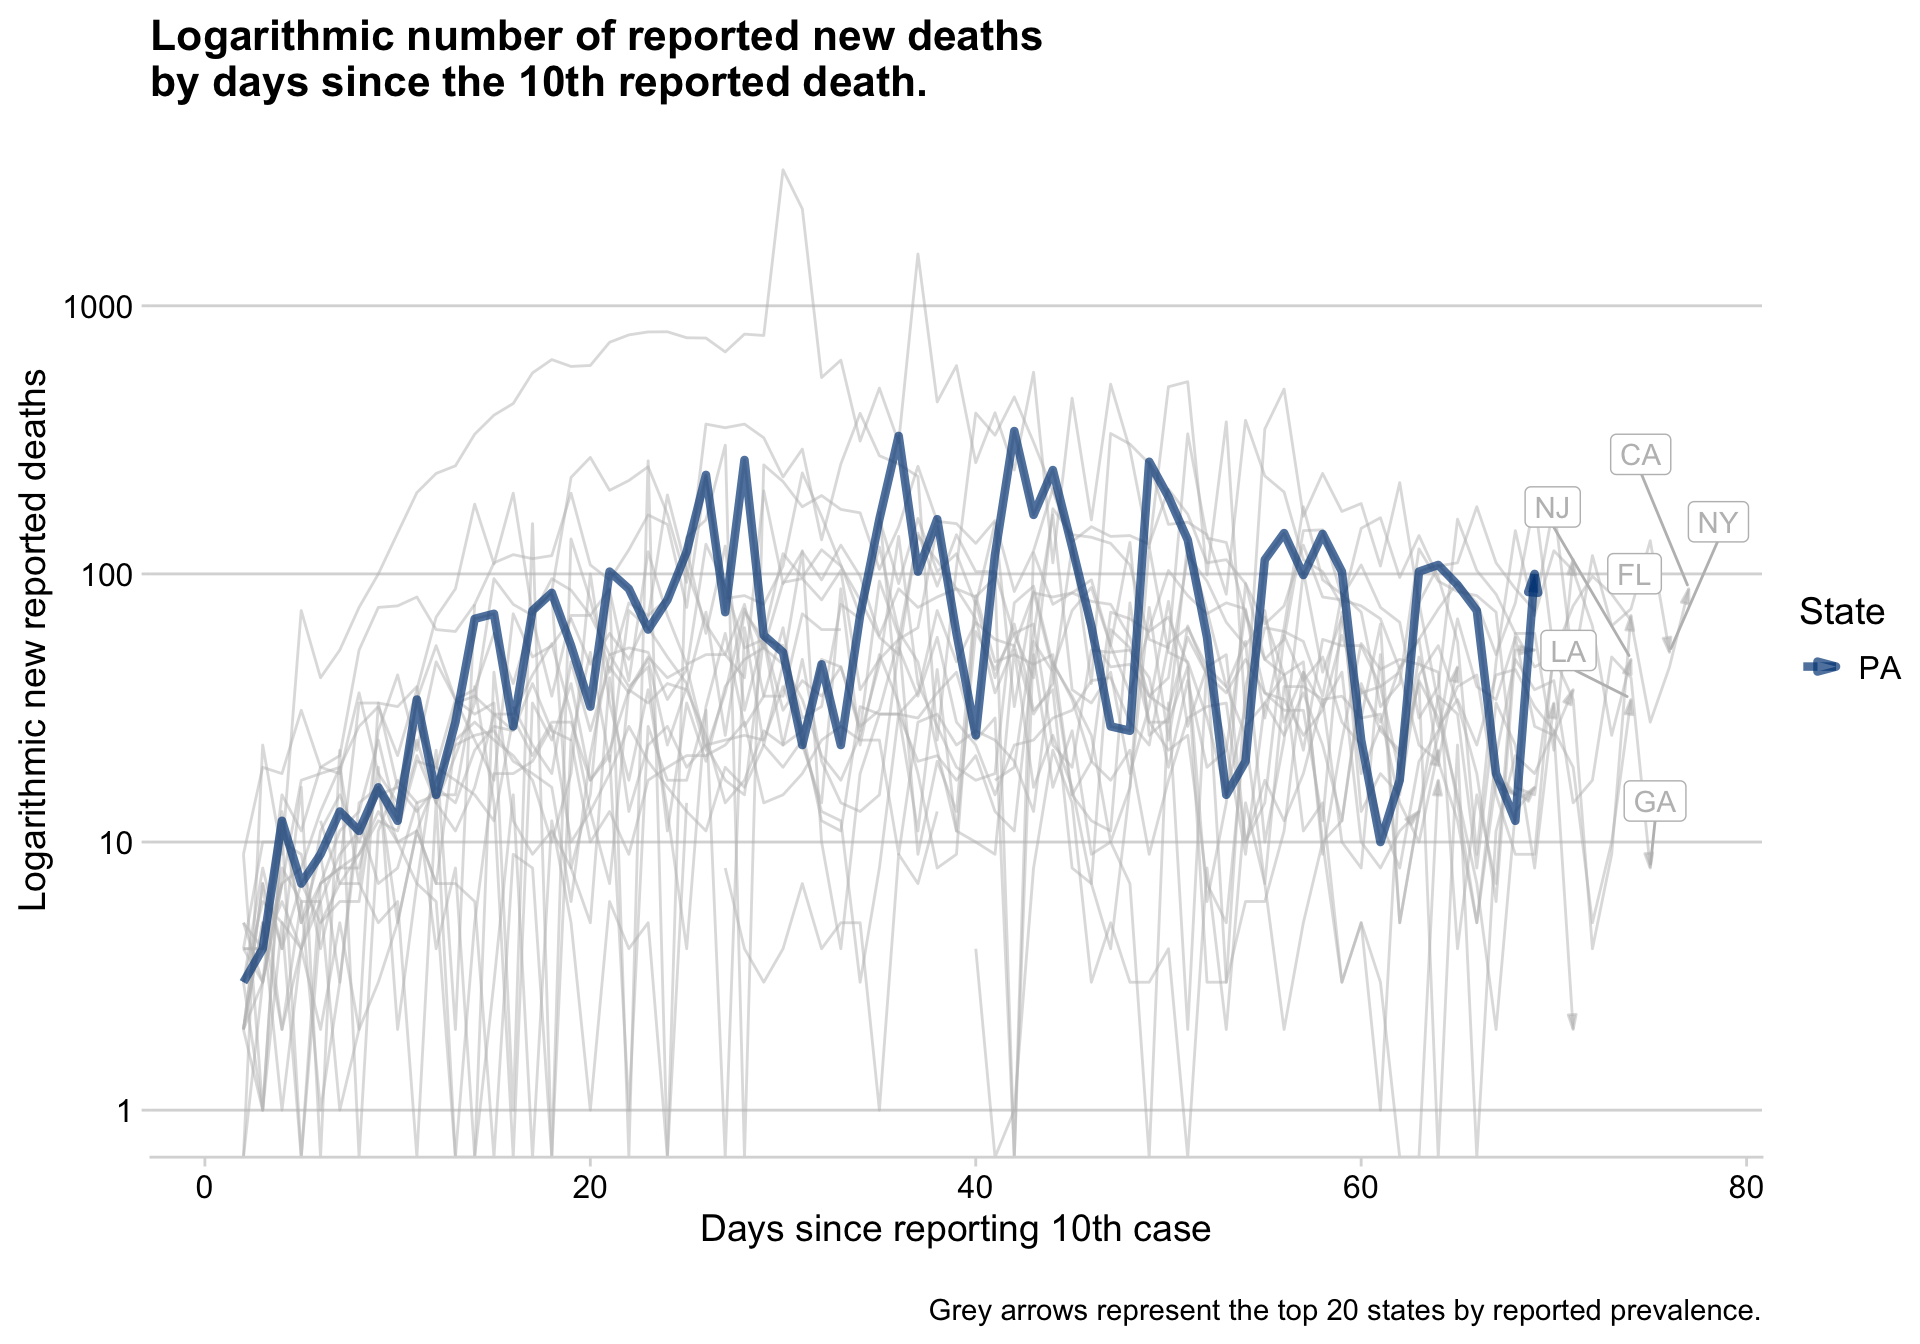 Logarithmic number of reported new deaths
by days since the 10th reported death.
Logarithmic new reported deaths
1000
100
10
1
CA
NJ
NY
FL
LA
GA
State
PA
0
20
40
60
80
Days since reporting 10th case
Grey arrows represent the top 20 states by reported prevalence.